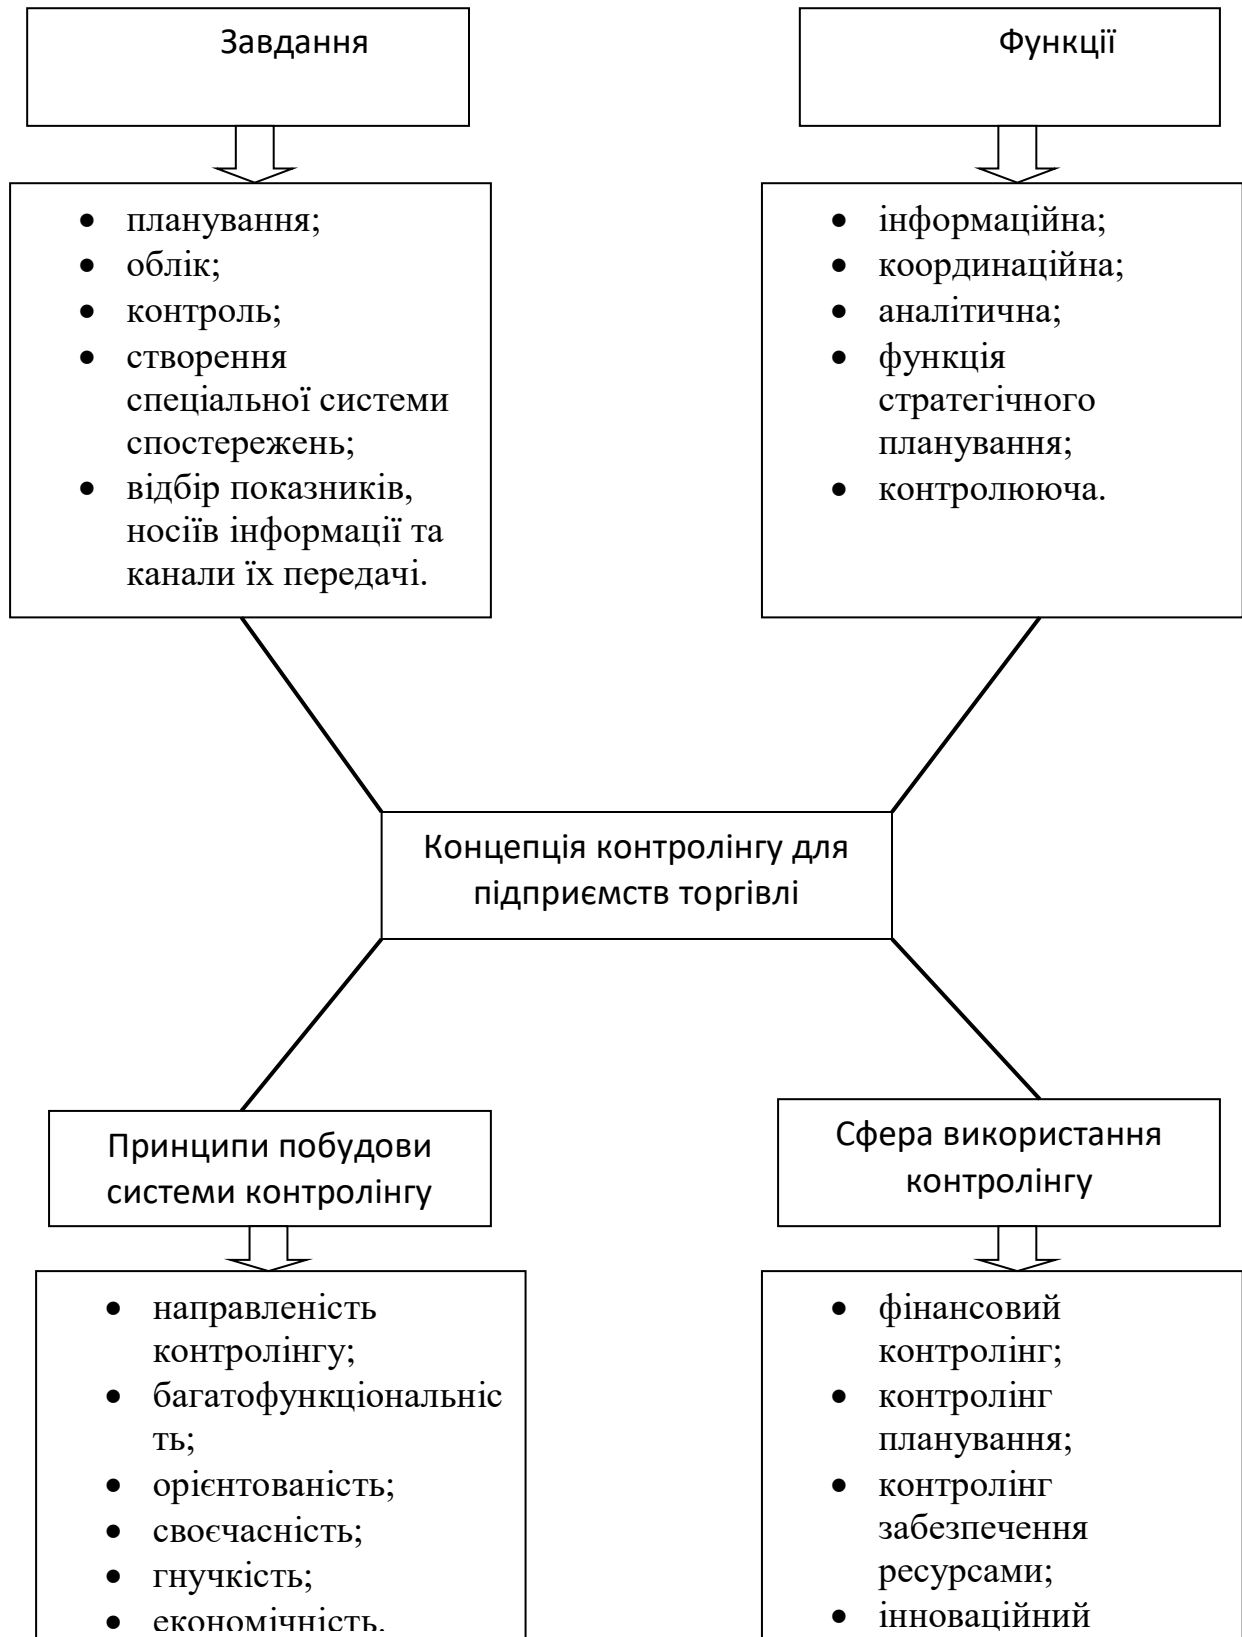 Завдання
• планування;
• облік;
• контроль;
• створення
спеціальної системи
спостережень;
• відбір показників,
носіїв інформації та
канали їх передачі.
Функції
• інформаційна;
• координаційна;
• аналітична;
• функція
стратегічного
планування;
• контролююча.
Концепція контролінгу для
підприємств торгівлі
Принципи побудови
системи контролінгу
• направленість
контролінгу;
• багатофункціональніс
ть;
• орієнтованість;
• своєчасність;
• гнучкість;
• економічність.
Сфера використання
контролінгу
• фінансовий
контролінг;
• контролінг
планування;
• контролінг
забезпечення
ресурсами;
• інноваційний